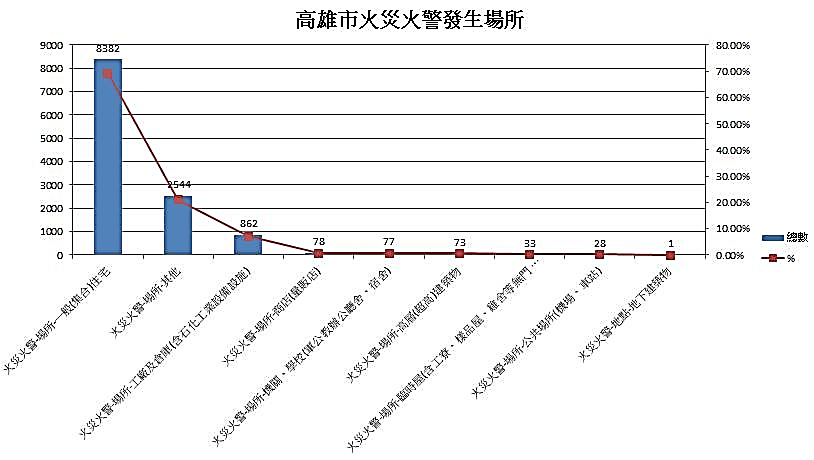 高雄市火災火警發生場所
9000
8000
7000
6000
5000
4000
3000
2000
1000
0
8382
2544
862
78
77
73
33
28
1
80.00%
70.00%
60.00%
50.00%
40.00%
30.00%
20.00%
10.00%
0.00%
總數
%
火災火警-場所-一般(集合)住宅
火災火警-場所-其他
火災火警-場所-工廠及倉庫(含石化工業設備設施)
火災火警-場所-商店(量販店)
火災火警-場所-機關、學校(軍公教辦公廳舍、宿舍)
火災火警-場所-高層(超高)建築物
火災火警-場所-臨時屋(含工寮、樣品屋、雞舍等無門...
火災火警-場所-公共場所(機場、車站)
火災火警-地點-地下建築物